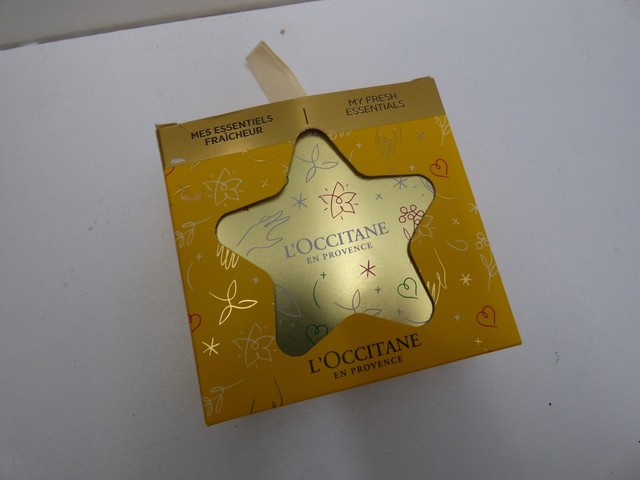 MES ESSENTIELS
FRAÎCHEUR
MY FRESH
ESSENTIALS
L'OCCITANE
EN PROVENCE
L'OCCITANE
EN PROVENCE